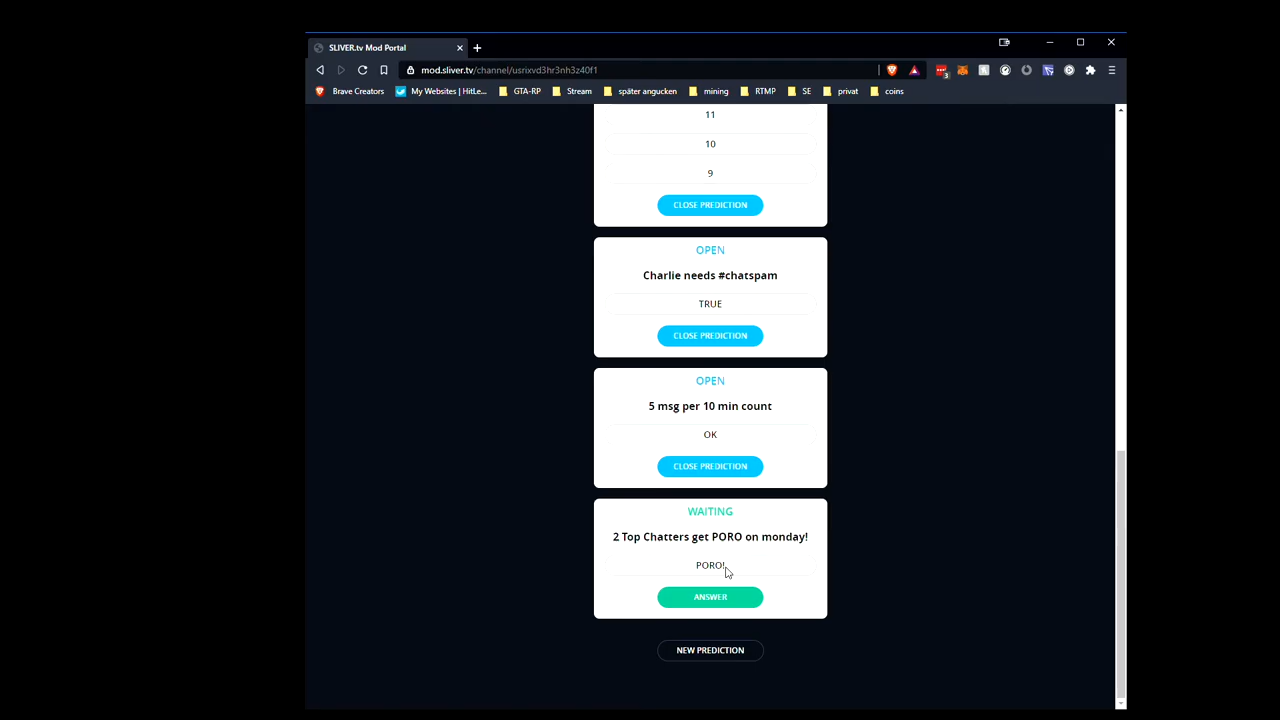 SLIVER.tv Mod Portal
mod.sliver.tv/channel/usrixvd3hr3nh3z40f1
3
Brave Creators
My Websites | HitLe...
GTA-RP
Stream
später angucken
mining
RTMP
SE
privat
coins
11
10
9
CLOSE PREDICTION
OPEN
Charlie needs #chatspam
TRUE
CLOSE PREDICTION
OPEN
5 msg per 10 min count
OK
CLOSE PREDICTION
WAITING
2 Top Chatters get PORO on monday!
PORO!
ANSWER
NEW PREDICTION